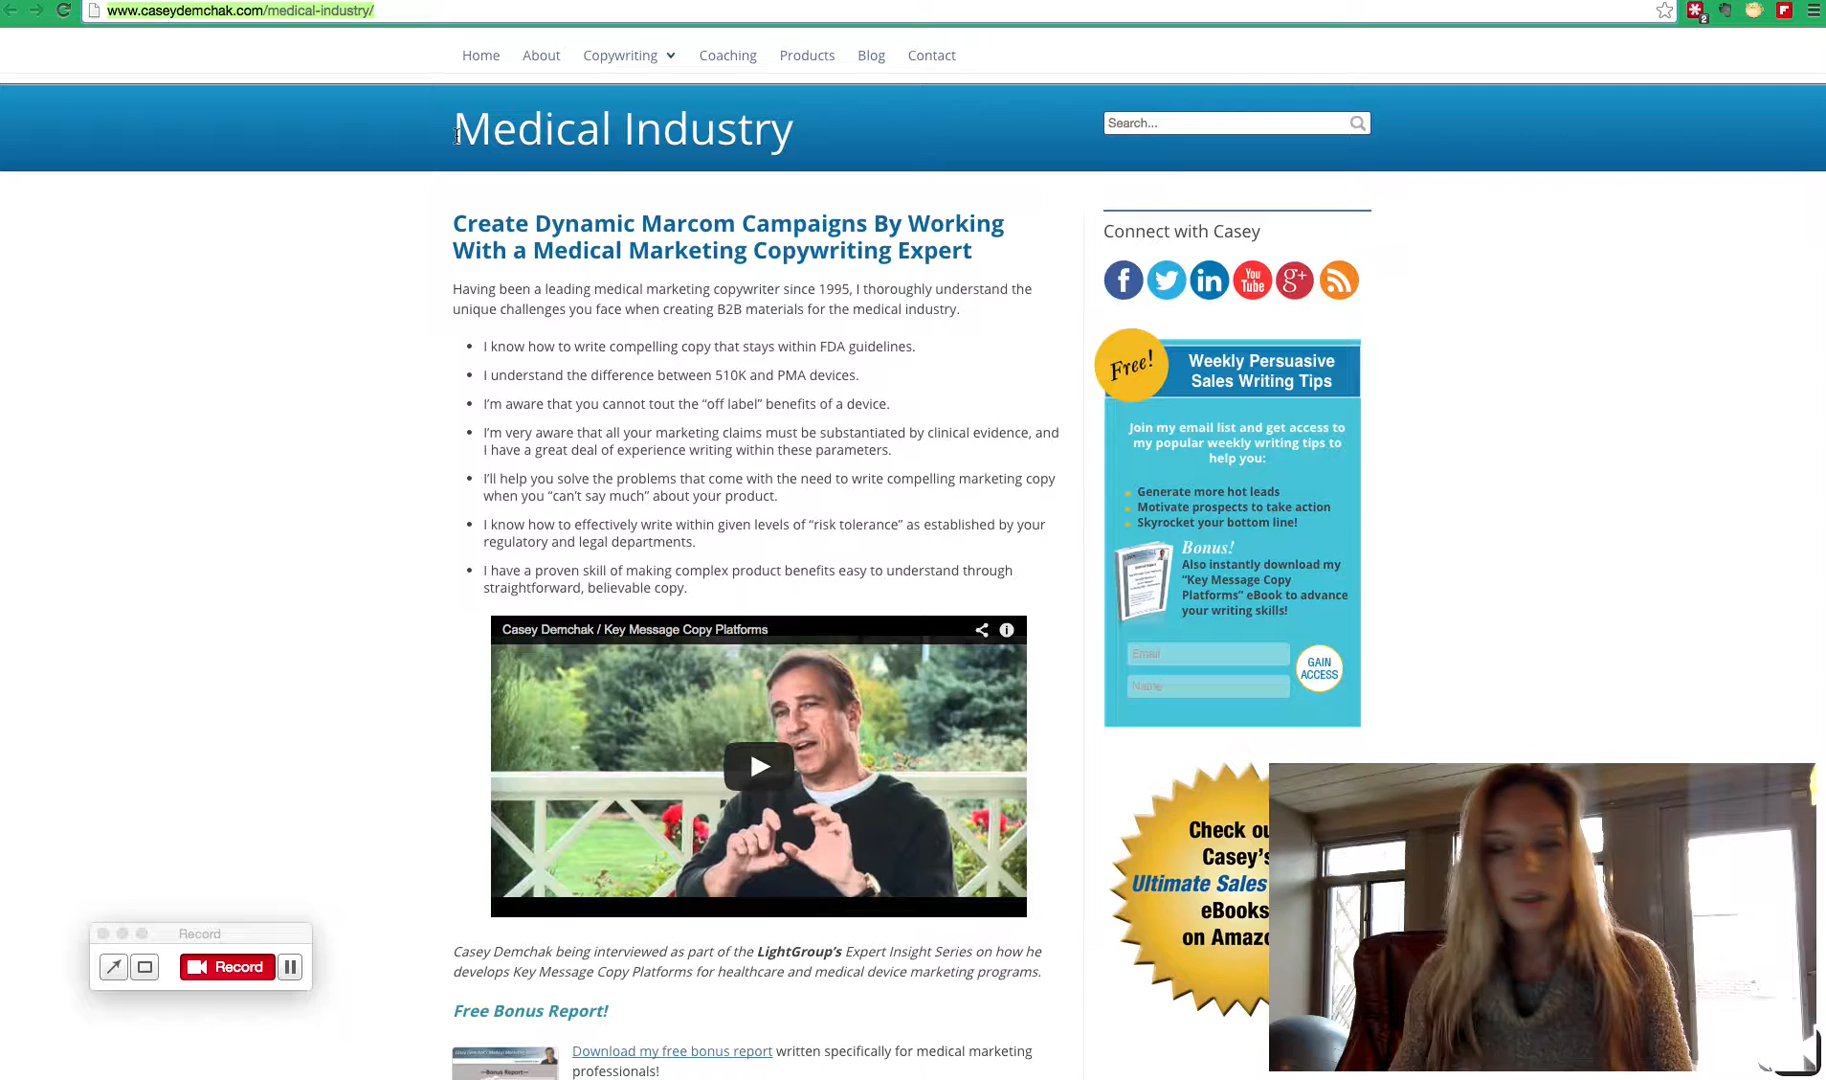 www.caseydemchak.com/medical-industry/
2
Home About Copywriting Coaching Products Blog Contact
Medical Industry
Search...
Create Dynamic Marcom Campaigns By Working
With a Medical Marketing Copywriting Expert
Having been a leading medical marketing copywriter since 1995, I thoroughly understand the
unique challenges you face when creating B2B materials for the medical industry.
• I know how to write compelling copy that stays within FDA guidelines.
• I understand the difference between 510K and PMA devices.
• I'm aware that you cannot tout the “off label” benefits of a device.
• I'm very aware that all your marketing claims must be substantiated by clinical evidence, and
I have a great deal of experience writing within these parameters.
• I'll help you solve the problems that come with the need to write compelling marketing copy
when you “can't say much” about your product.
• I know how to effectively write within given levels of “risk tolerance” as established by your
regulatory and legal departments.
• I have a proven skill of making complex product benefits easy to understand through
straightforward, believable copy.
Casey Demchak / Key Message Copy Platforms
Casey Demchak being interviewed as part of the LightGroup's Expert Insight Series on how he
develops Key Message Copy Platforms for healthcare and medical device marketing programs.
Free Bonus Report!
—Bonus Report—
Download my free bonus report written specifically for medical marketing
professionals!
Connect with Casey
f
in
You
Tube
g+
Free!
Weekly Persuasive
Sales Writing Tips
Join my email list and get access to
my popular weekly writing tips to
help you:
Generate more hot leads
Motivate prospects to take action
Skyrocket your bottom line!
Bonus!
Also instantly download my
“Key Message Copy
Platforms” eBook to advance
your writing skills!
Email
Name
GAIN
ACCESS
Check ou
Casey's
Ultimate Sales
eBooks
on Amazo
Record
Record